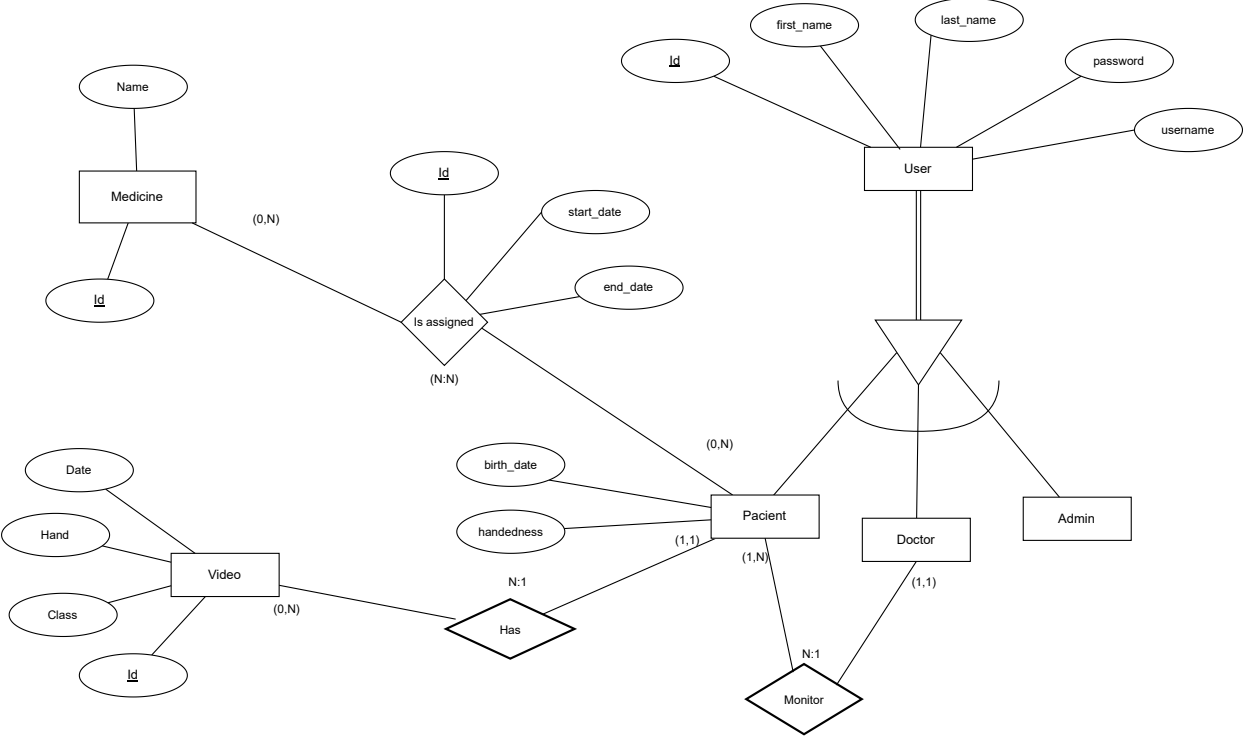 last_name
first_name
Id
password
Name
username
User
Id
Medicine
start_date
(0,N)
end_date
Id
Is assigned
(N:N)
(0,N)
birth_date
Date
Pacient
Admin
handedness
Hand
Doctor
(1,1)
(1,N)
Video
N:1
(1,1)
(0,N)
Class
Has
N:1
Id
Monitor